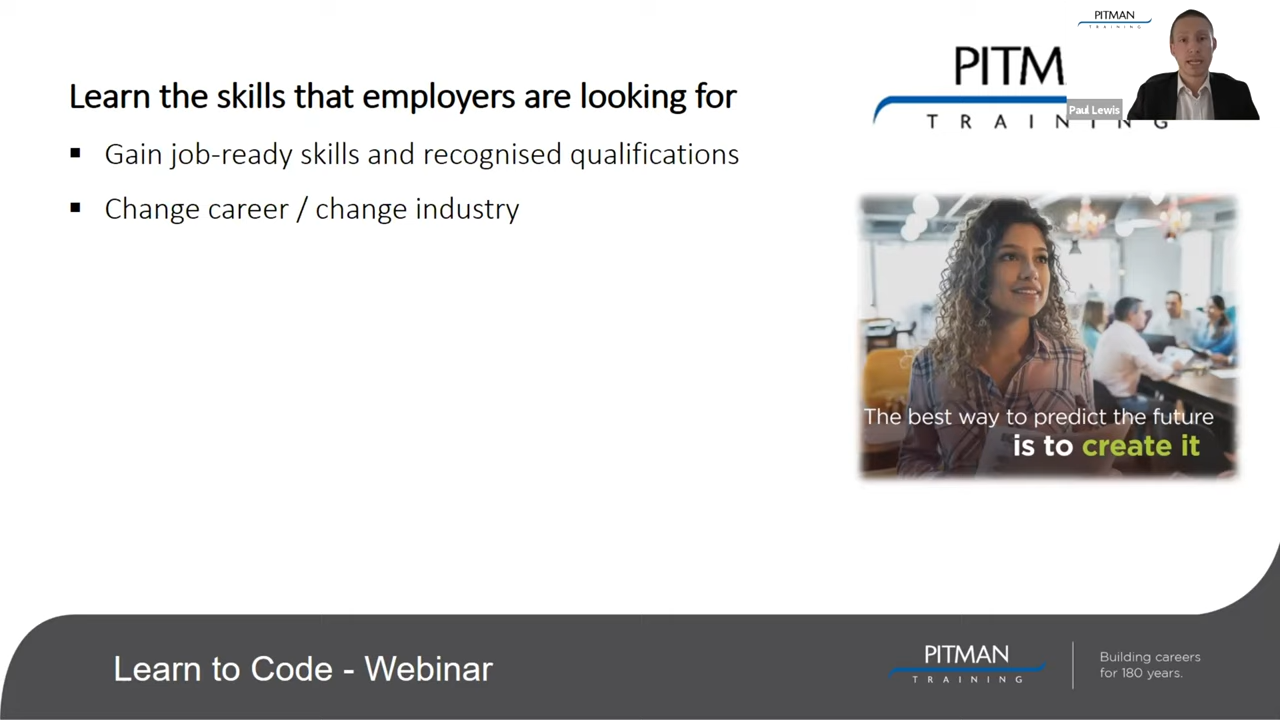 PITMAN
TRAINING
PITM
Paul Lewis
TRAINING
Learn the skills that employers are looking for
▪ Gain job-ready skills and recognised qualifications
▪ Change career / change industry
The best way to predict the future
is to create it
Learn to Code - Webinar
PITMAN
TRAINING
Building careers
for 180 years.